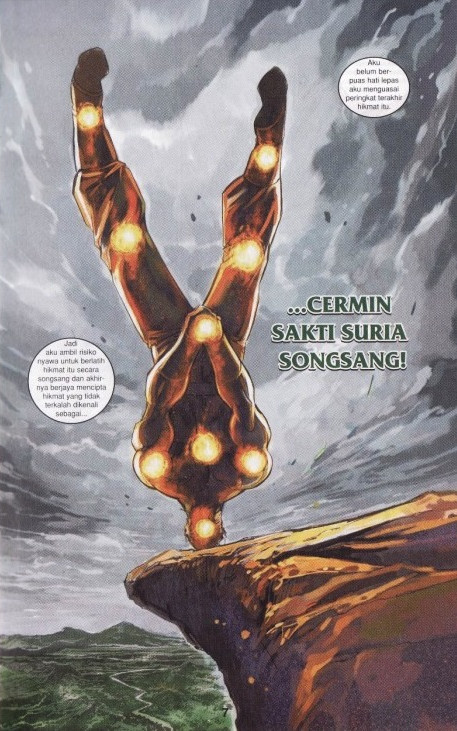 Aku
belum ber-
puas hati lepas
aku menguasai
peringkat terakhir
hikmat itu.
Jadi
aku ambil risiko
nyawa untuk berlatih
hikmat itu secara
songsang dan akhir-
nya berjaya mencipta
hikmat yang tidak
terkalah dikenali
sebagai...
...CERMIN
SAKTI SURIA
SONGSANG!
7